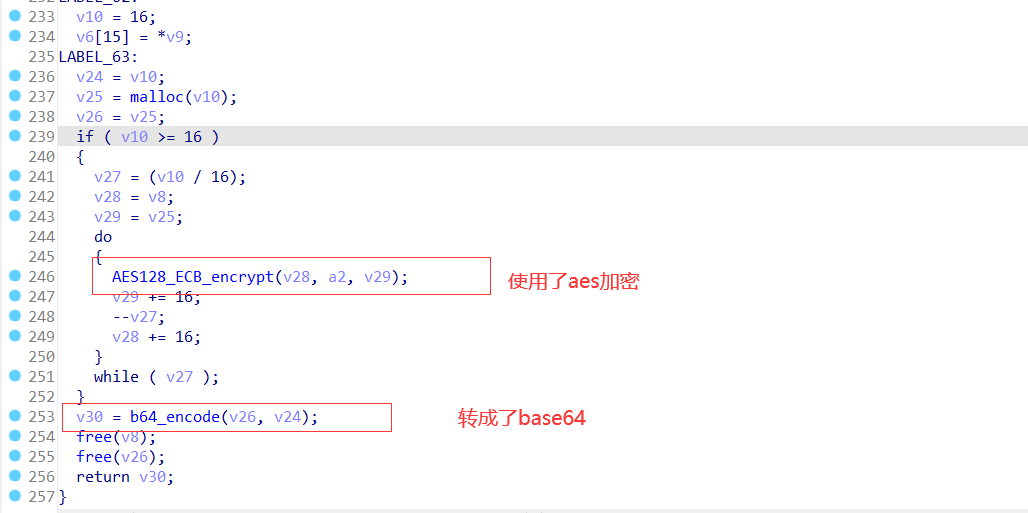 LABEL_62:
233 v10 = 16;
234 v6[15] = *v9;
235 LABEL_63:
236 v24 = v10;
237 v25 = malloc(v10);
238 v26 = v25;
239 if ( v10 >= 16 )
240 {
241 v27 = (v10 / 16);
242 v28 = v8;
243 v29 = v25;
244 do
245 {
246 AES128_ECB_encrypt(v28, a2, v29); 使用了aes加密
247 v29 += 16;
248 --v27;
249 v28 += 16;
250 }
251 while ( v27 );
252 }
253 v30 = b64_encode(v26, v24); 转成了base64
254 free(v8);
255 free(v26);
256 return v30;
257 }